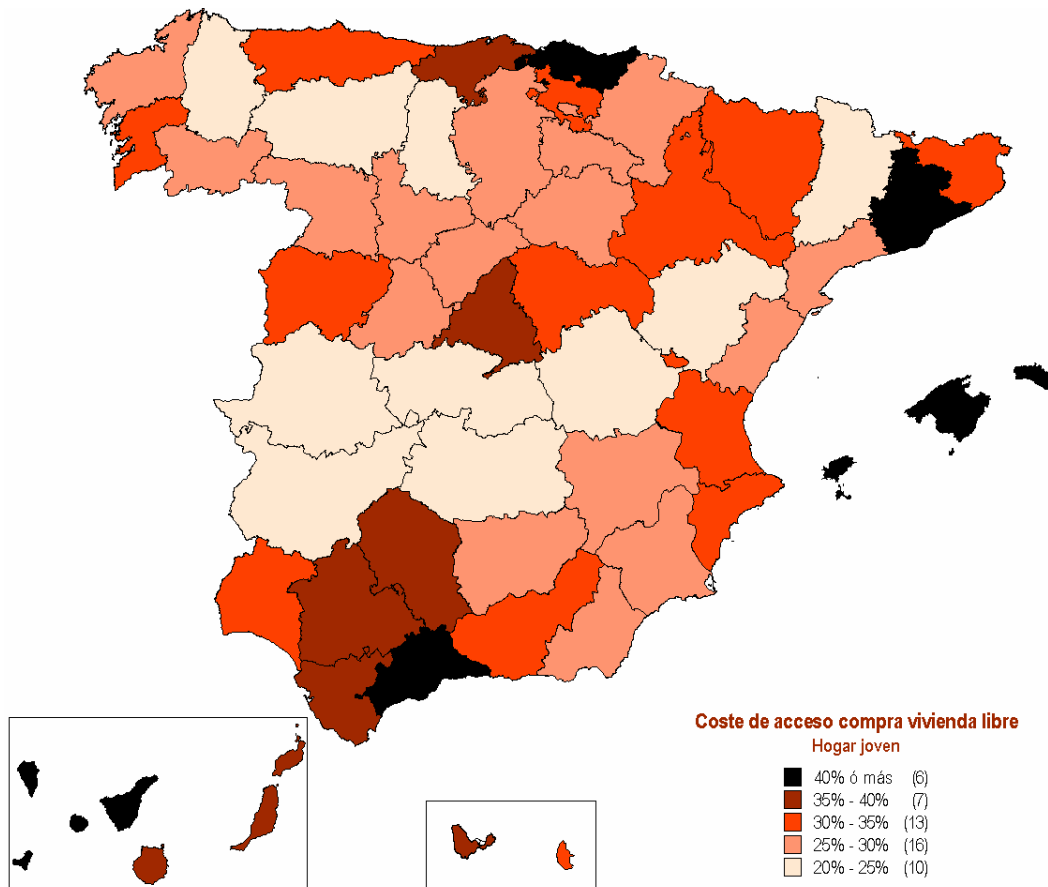 Coste de acceso compra vivienda libre
Hogar joven
40% ó más (6)
35% - 40% (7)
30% - 35% (13)
25% - 30% (16)
20% - 25% (10)